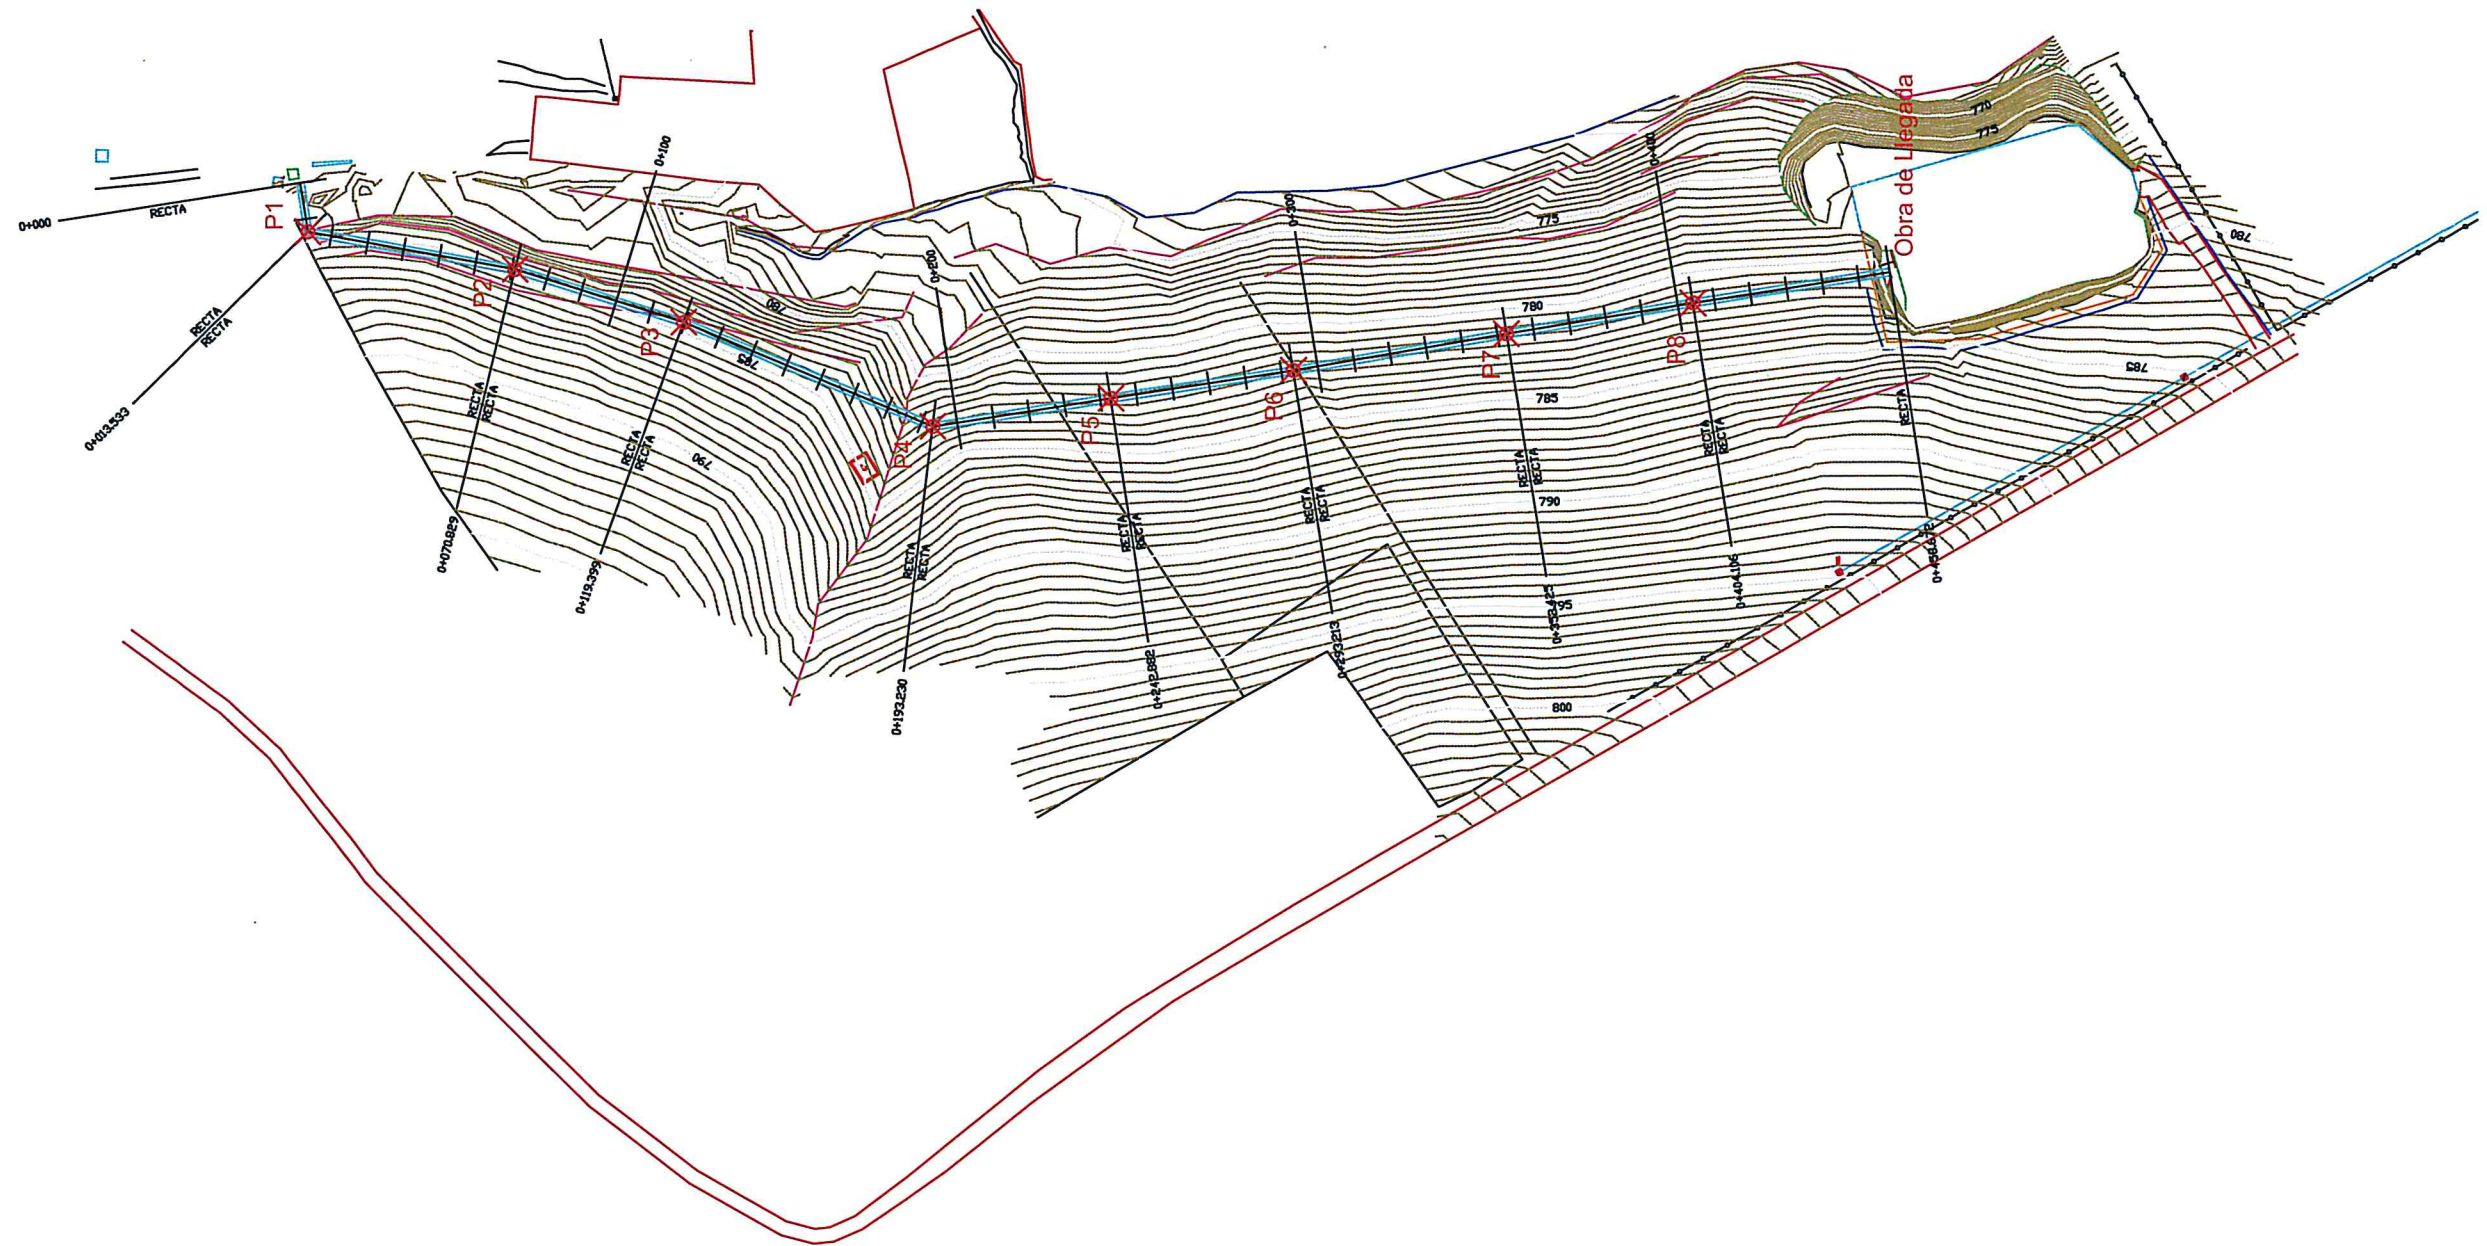 0+000
RECTA
P1
0+013.533
RECTA
RECTA
P2
RECTA
RECTA
0+070.829
0+100
P3
RECTA
RECTA
0+119.399
780
785
790
0+200
P4
RECTA
RECTA
0+193.230
P5
RECTA
RECTA
0+242.882
0+300
P6
RECTA
RECTA
0+293.213
775
780
P7
785
RECTA
RECTA
790
795
800
0+400
P8
RECTA
RECTA
0+404.106
Obra de Llegada
770
775
RECTA
780
785